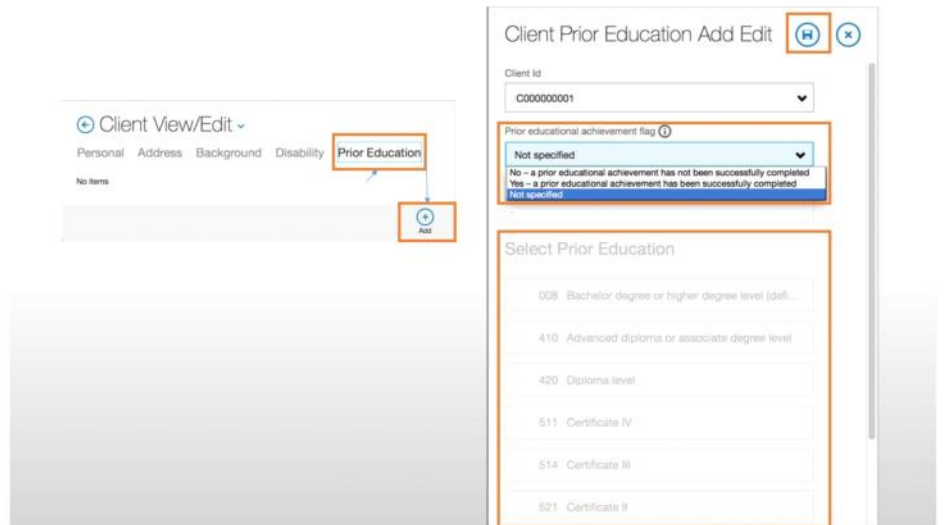 Client View/Edit
Personal Address Background Disability Prior Education
No items
Add
Client Prior Education Add Edit
Client Id
C000000001
Prior educational achievement flag
Not specified
No – a prior educational achievement has not been successfully completed
Yes – a prior educational achievement has been successfully completed
Not specified
Select Prior Education
008 Bachelor degree or higher degree level (defi...
410 Advanced diploma or associate degree level
420 Diploma level
511 Certificate IV
514 Certificate III
521 Certificate II